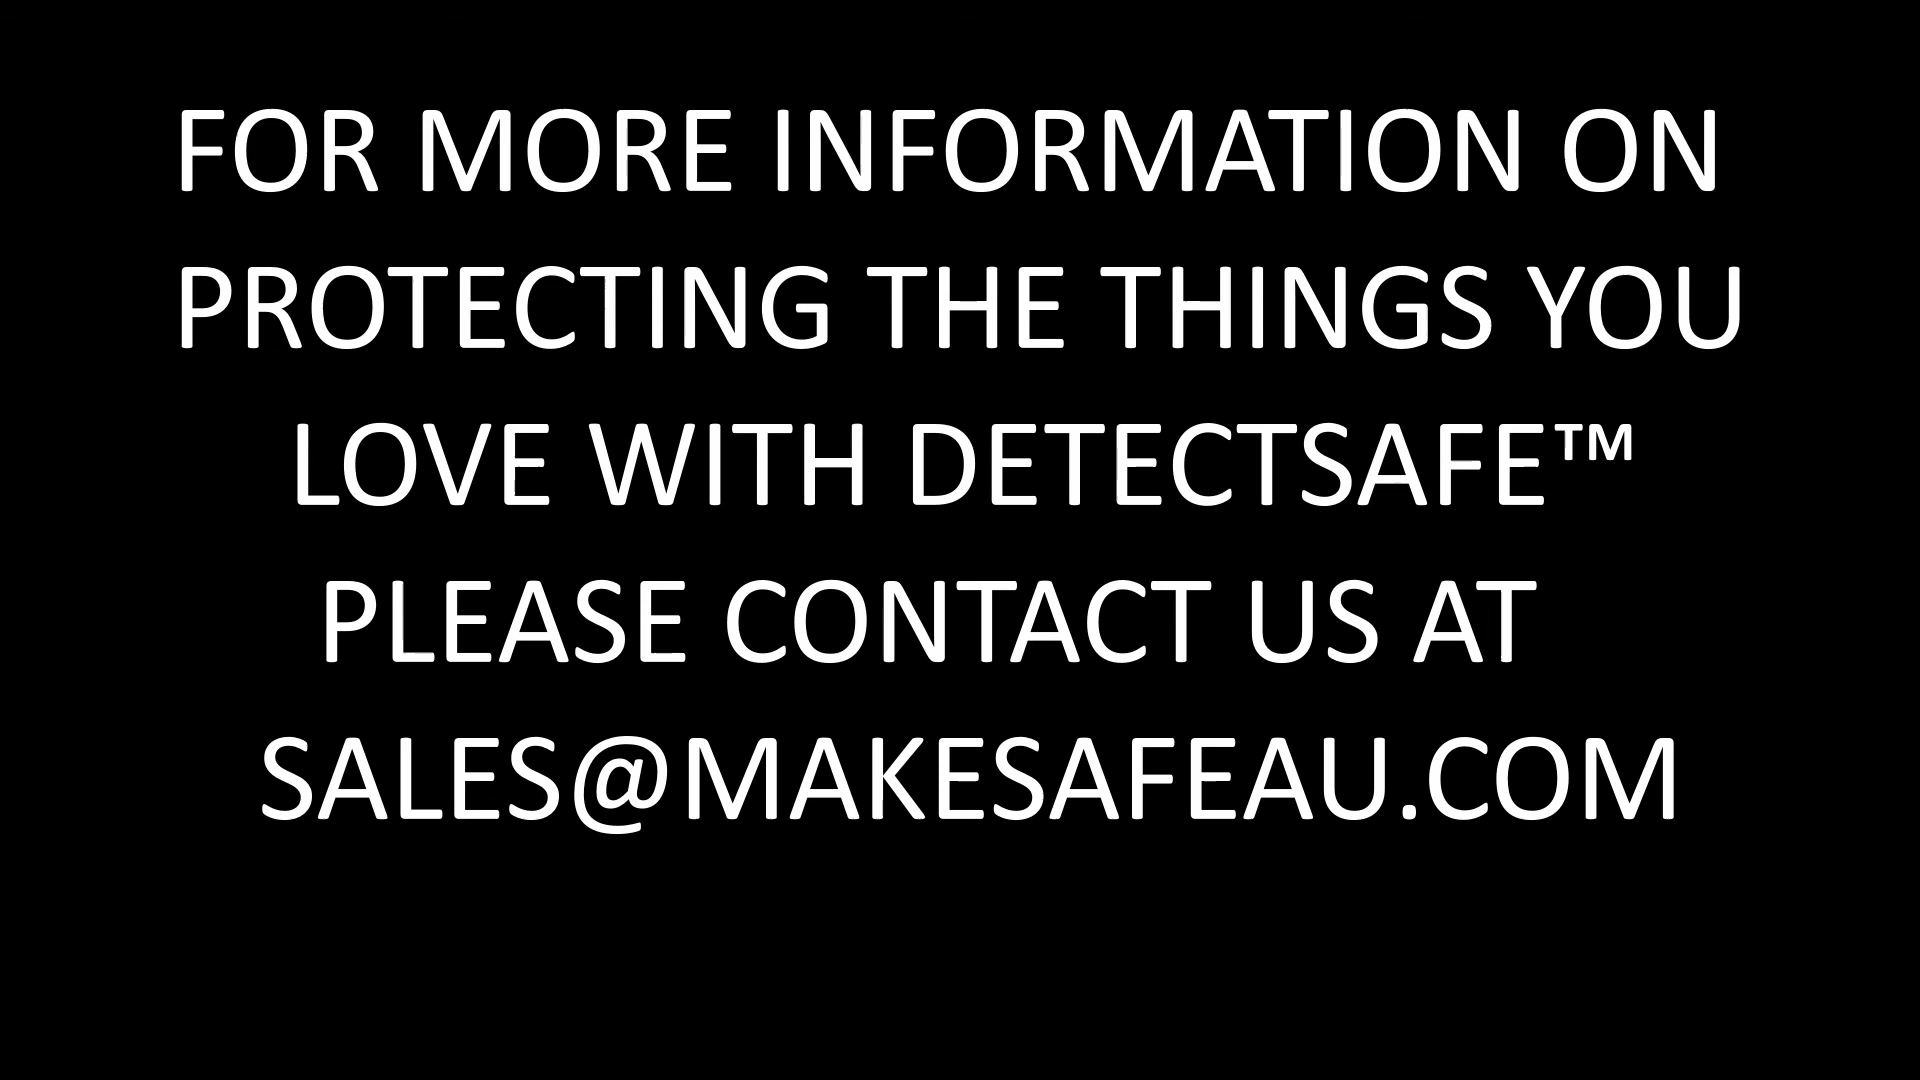 FOR MORE INFORMATION ON
PROTECTING THE THINGS YOU
LOVE WITH DETECTSAFE™
PLEASE CONTACT US AT
SALES@MAKESAFEAU.COM